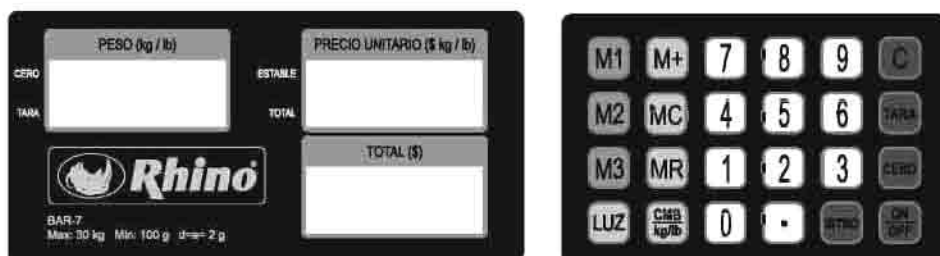 PESO (kg / lb)
PRECIO UNITARIO ($ kg / lb)
CERO
ESTABLE
TARA
TOTAL
TOTAL ($)
Rhino®
BAR-7
Max: 30 kg Min: 100 g d=e= 2 g
M1 M+ 7 8 9 C
M2 MC 4 5 6 TARA
M3 MR 1 2 3 CERO
LUZ CMB kg/lb 0 . ON OFF